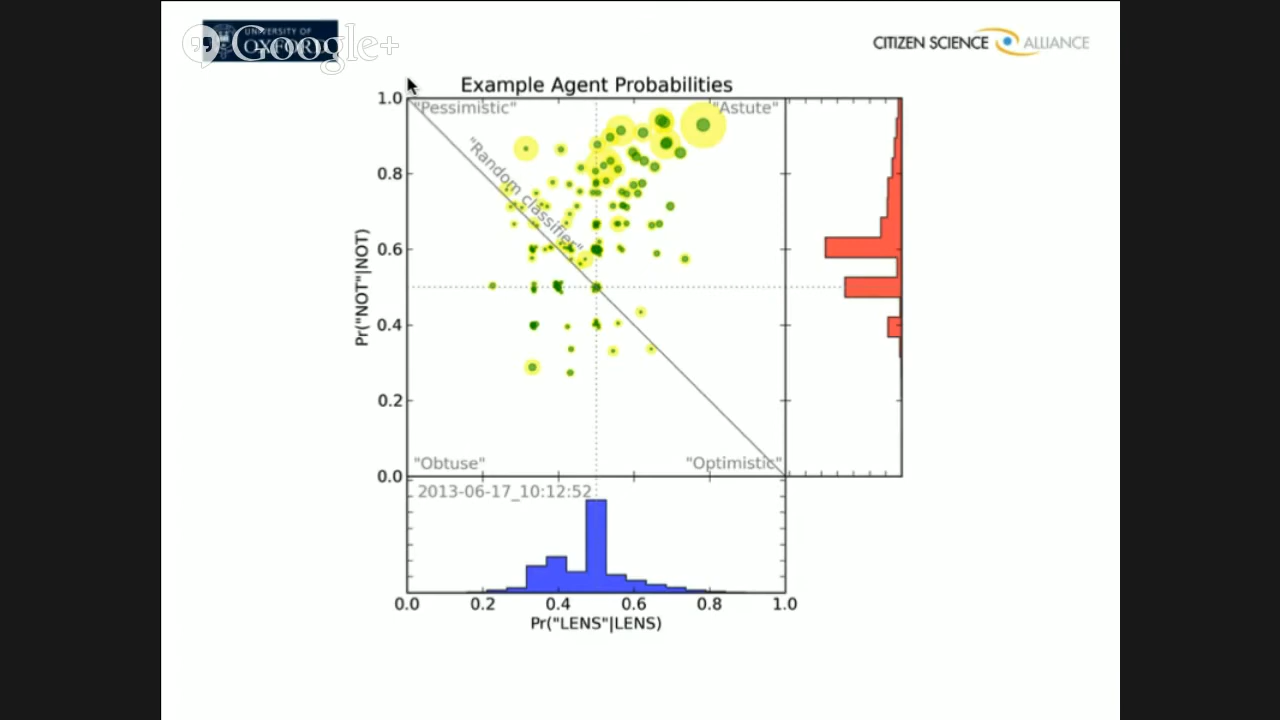 UNIVERSITY OF
OXFORD
Google+
CITIZEN SCIENCE ALLIANCE
Example Agent Probabilities
1.0
"Pessimistic"
"Astute"
"Random classifier"
0.8
0.6
Pr("NOT"|NOT)
0.4
0.2
"Obtuse"
"Optimistic"
0.0
2013-06-17_10:12:52
0.0 0.2 0.4 0.6 0.8 1.0
Pr("LENS"|LENS)